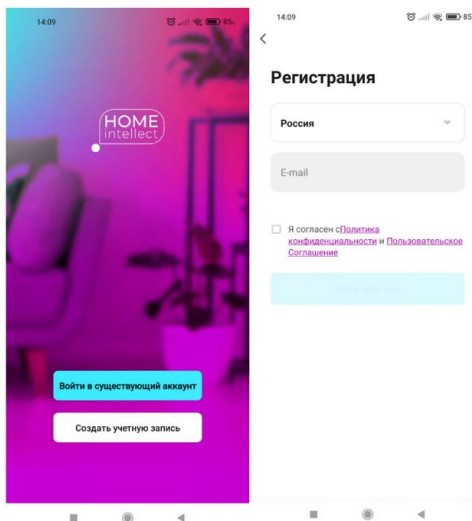 14:09
85
HOME
intellect
Войти в существующий аккаунт
Создать учетную запись
14:09
85
Регистрация
Россия
E-mail
Я согласен сПолитика
конфиденциальности и Пользовательское
Соглашение